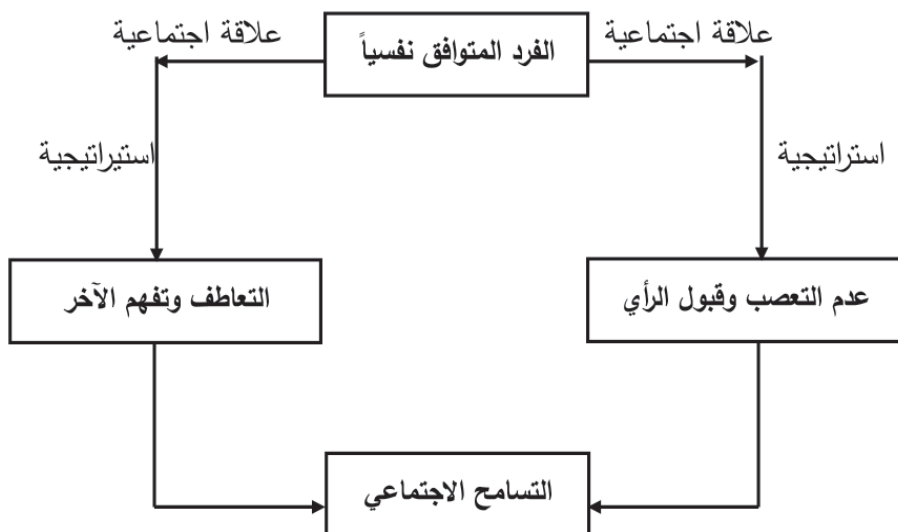 علاقة اجتماعية
الفرد المتوافق نفسياً
علاقة اجتماعية
استراتيجية
استيراتيجية
عدم التعصب وقبول الرأي
التعاطف وتفهم الآخر
التسامح الاجتماعي